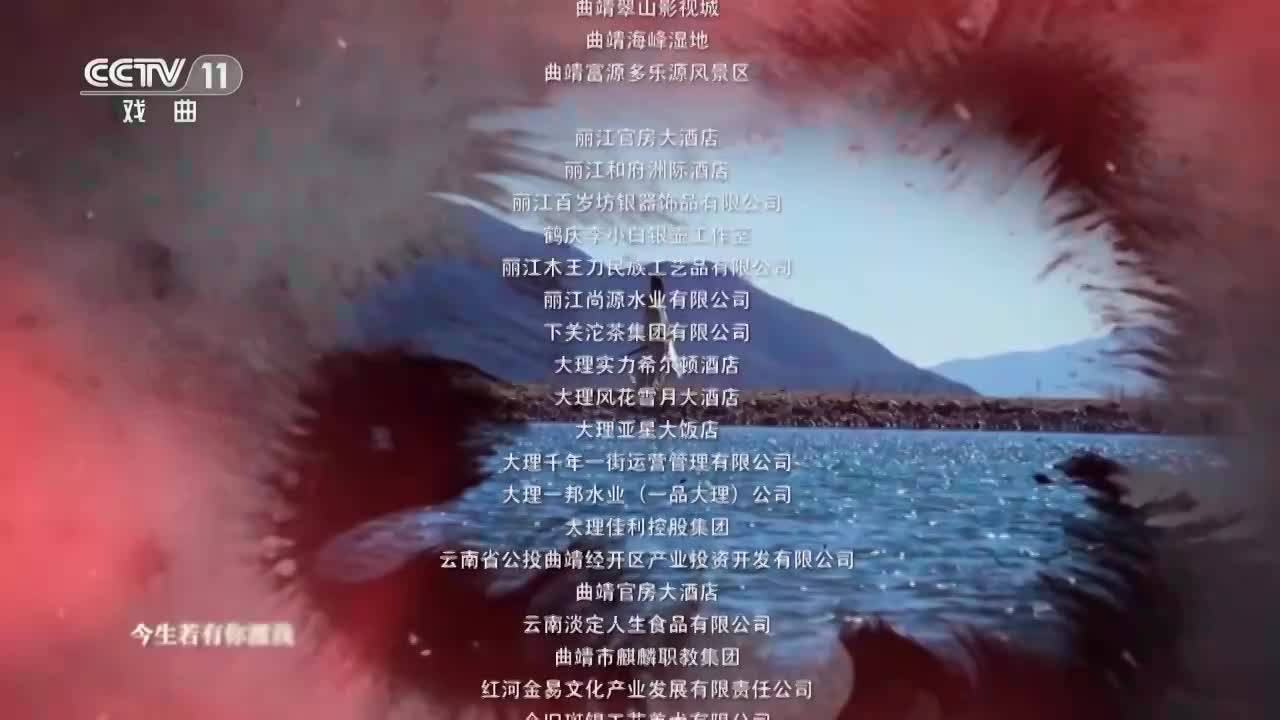 曲靖翠山影视城
曲靖海峰湿地
曲靖富源多乐源风景区
CCTV 11
戏曲
丽江官房大酒店
丽江和府洲际酒店
丽江百岁坊银器饰品有限公司
鹤庆李小白银壶工作室
丽江木王刀民族工艺品有限公司
丽江尚源水业有限公司
下关沱茶集团有限公司
大理实力希尔顿酒店
大理风花雪月大酒店
大理亚星大饭店
大理千年一街运营管理有限公司
大理一邦水业（一品大理）公司
大理佳利控股集团
云南省公投曲靖经开区产业投资开发有限公司
曲靖官房大酒店
云南淡定人生食品有限公司
曲靖市麒麟职教集团
红河金易文化产业发展有限责任公司
今生若有你